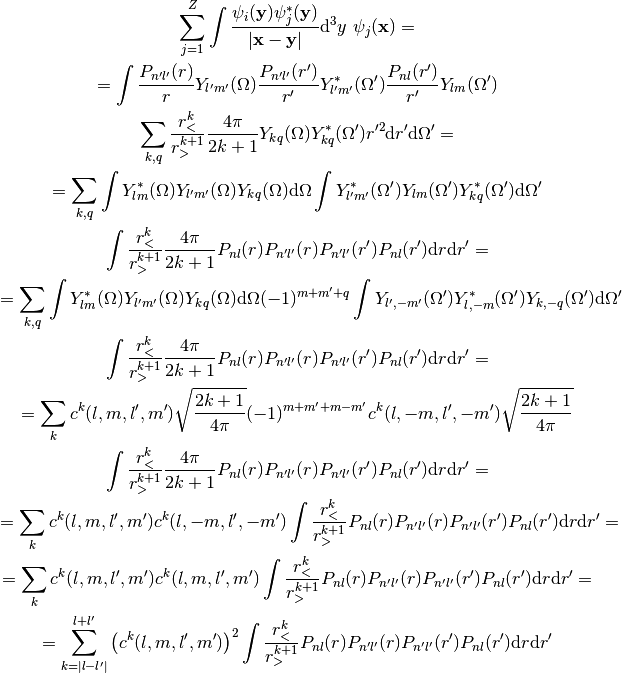 \sum_{j=1}^{Z} \int \frac{\psi_i(\mathbf{y})\psi_j^*(\mathbf{y})}{|\mathbf{x}-\mathbf{y}|} \mathrm{d}^3 y \ \psi_j(\mathbf{x}) =
= \int \frac{P_{n'l'}(r)}{r} Y_{l'm'}(\Omega) \frac{P_{n'l'}(r')}{r'} Y_{l'm'}^*(\Omega') \frac{P_{nl}(r')}{r'} Y_{lm}(\Omega')
\sum_{k,q} \frac{r_<^k}{r_>^{k+1}} \frac{4\pi}{2k+1} Y_{kq}(\Omega) Y_{kq}^*(\Omega') r'^2 \mathrm{d}r' \mathrm{d}\Omega' =
= \sum_{k,q} \int Y_{lm}^*(\Omega) Y_{l'm'}(\Omega) Y_{kq}(\Omega) \mathrm{d}\Omega \int Y_{l'm'}^*(\Omega') Y_{lm}(\Omega') Y_{kq}^*(\Omega') \mathrm{d}\Omega'
\int \frac{r_<^k}{r_>^{k+1}} \frac{4\pi}{2k+1} P_{nl}(r) P_{n'l'}(r) P_{n'l'}(r') P_{nl}(r') \mathrm{d}r \mathrm{d}r' =
= \sum_{k,q} \int Y_{lm}^*(\Omega) Y_{l'm'}(\Omega) Y_{kq}(\Omega) \mathrm{d}\Omega (-1)^{m+m'+q} \int Y_{l',-m'}(\Omega') Y_{l,-m}^*(\Omega') Y_{k,-q}(\Omega') \mathrm{d}\Omega'
\int \frac{r_<^k}{r_>^{k+1}} \frac{4\pi}{2k+1} P_{nl}(r) P_{n'l'}(r) P_{n'l'}(r') P_{nl}(r') \mathrm{d}r \mathrm{d}r' =
= \sum_{k} c^k(l,m,l',m') \sqrt{\frac{2k+1}{4\pi}} (-1)^{m+m'+m-m'} c^k(l,-m,l',-m') \sqrt{\frac{2k+1}{4\pi}}
\int \frac{r_<^k}{r_>^{k+1}} \frac{4\pi}{2k+1} P_{nl}(r) P_{n'l'}(r) P_{n'l'}(r') P_{nl}(r') \mathrm{d}r \mathrm{d}r' =
= \sum_{k} c^k(l,m,l',m') c^k(l,-m,l',-m') \int \frac{r_<^k}{r_>^{k+1}} P_{nl}(r) P_{n'l'}(r) P_{n'l'}(r') P_{nl}(r') \mathrm{d}r \mathrm{d}r' =
= \sum_{k} c^k(l,m,l',m') c^k(l,m,l',m') \int \frac{r_<^k}{r_>^{k+1}} P_{nl}(r) P_{n'l'}(r) P_{n'l'}(r') P_{nl}(r') \mathrm{d}r \mathrm{d}r' =
= \sum_{k=|l-l'|}^{l+l'} \left( c^k(l,m,l',m') \right)^2 \int \frac{r_<^k}{r_>^{k+1}} P_{nl}(r) P_{n'l'}(r) P_{n'l'}(r') P_{nl}(r') \mathrm{d}r \mathrm{d}r'